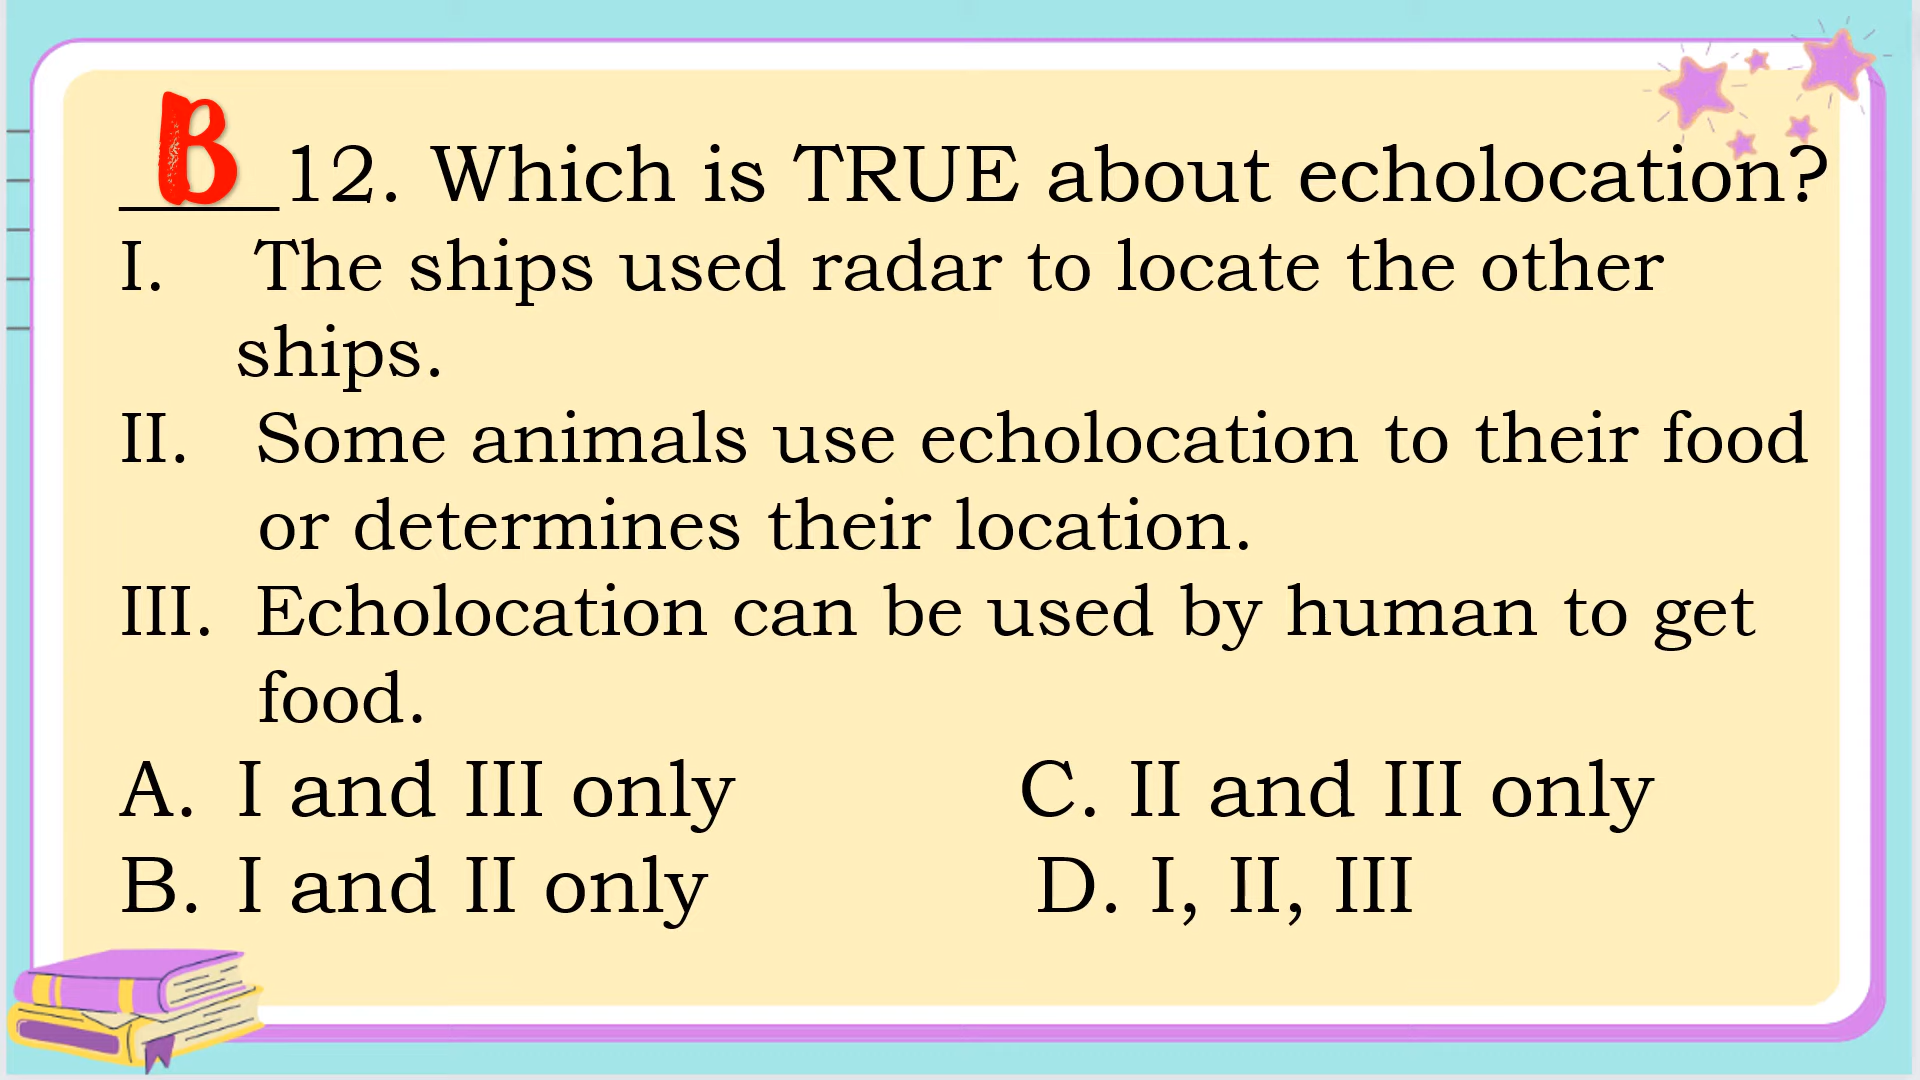 B
____12. Which is TRUE about echolocation?
I. The ships used radar to locate the other
ships.
II. Some animals use echolocation to their food
or determines their location.
III. Echolocation can be used by human to get
food.
A. I and III only C. II and III only
B. I and II only D. I, II, III